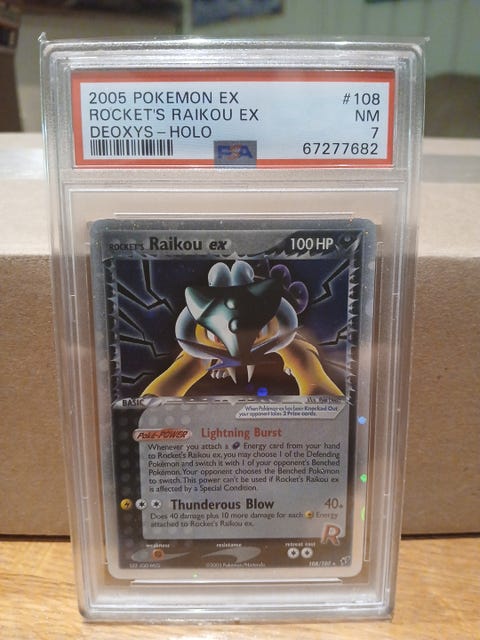 2005 POKEMON EX #108
ROCKET'S RAIKOU EX NM
DEOXYS - HOLO 7
PSA 67277682
ROCKET'S Raikou ex 100 HP
BASIC
When Pokémon-ex has been Knocked Out,
your opponent takes 2 Prize cards.
Poké-POWER Lightning Burst
Whenever you attach a Energy card from your hand
to Rocket's Raikou ex, you may choose 1 of the Defending
Pokémon and switch it with 1 of your opponent's Benched
Pokémon. Your opponent chooses the Benched Pokémon
to switch. This power can't be used if Rocket's Raikou ex
is affected by a Special Condition.
Thunderous Blow 40+
Does 40 damage plus 10 more damage for each Energy
attached to Rocket's Raikou ex.
R
weakness resistance retreat cost
©2005 Pokémon/Nintendo 108/107